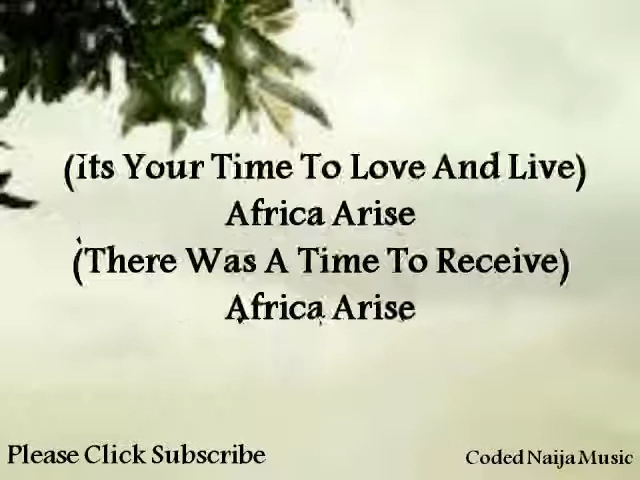 (Its Your Time To Love And Live)
Africa Arise
(There Was A Time To Receive)
Africa Arise
Please Click Subscribe
Coded Naija Music